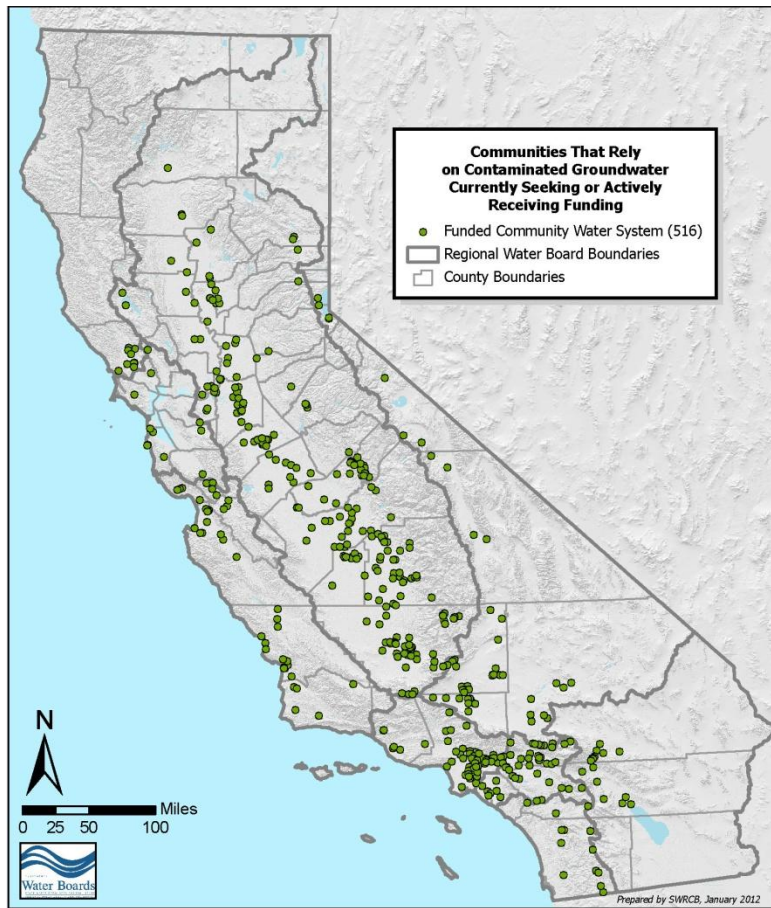 Communities That Rely
on Contaminated Groundwater
Currently Seeking or Actively
Receiving Funding
Funded Community Water System (516)
Regional Water Board Boundaries
County Boundaries
N
Miles
0 25 50 100
Water Boards
Prepared by SWRCB, January 2012